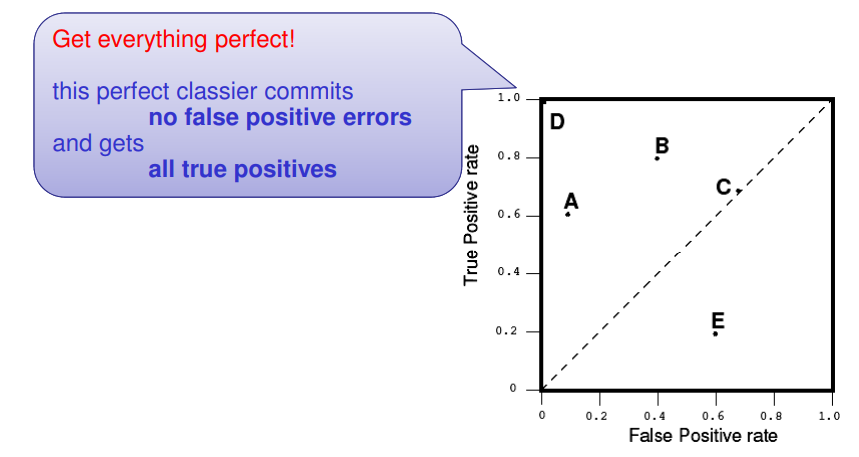 Get everything perfect!
this perfect classier commits
no false positive errors
and gets
all true positives
True Positive rate
1.0
0.8
0.6
0.4
0.2
0
D
B
C
A
E
0
0.2
0.4
0.6
0.8
1.0
False Positive rate